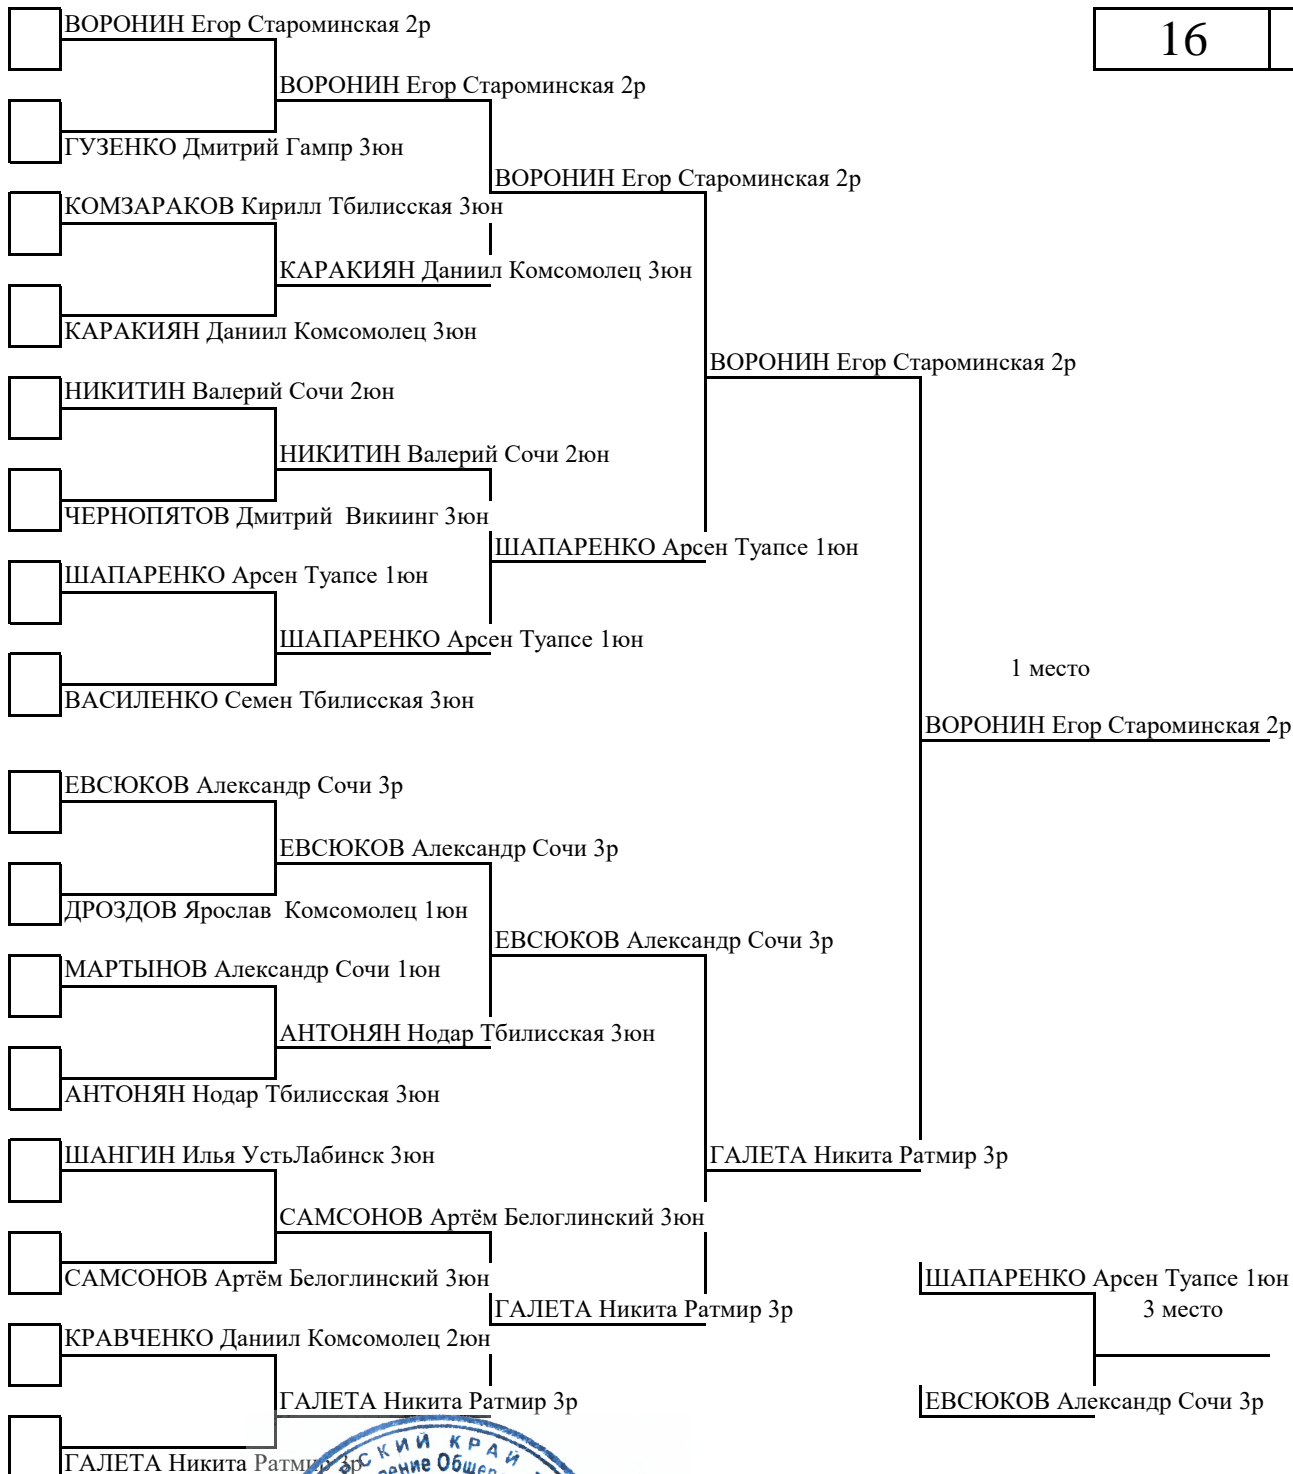 ВОРОНИН Егор Староминская 2р
16
ВОРОНИН Егор Староминская 2р
ГУЗЕНКО Дмитрий Гампр 3юн
ВОРОНИН Егор Староминская 2р
КОМЗАРАКОВ Кирилл Тбилисская 3юн
КАРАКИЯН Даниил Комсомолец 3юн
КАРАКИЯН Даниил Комсомолец 3юн
ВОРОНИН Егор Староминская 2р
НИКИТИН Валерий Сочи 2юн
НИКИТИН Валерий Сочи 2юн
ЧЕРНОПЯТОВ Дмитрий  Викиинг 3юн
ШАПАРЕНКО Арсен Туапсе 1юн
ШАПАРЕНКО Арсен Туапсе 1юн
ШАПАРЕНКО Арсен Туапсе 1юн
1 место
ВАСИЛЕНКО Семен Тбилисская 3юн
ВОРОНИН Егор Староминская 2р
ЕВСЮКОВ Александр Сочи 3р
ЕВСЮКОВ Александр Сочи 3р
ДРОЗДОВ Ярослав  Комсомолец 1юн
ЕВСЮКОВ Александр Сочи 3р
МАРТЫНОВ Александр Сочи 1юн
АНТОНЯН Нодар Тбилисская 3юн
АНТОНЯН Нодар Тбилисская 3юн
ШАНГИН Илья УстьЛабинск 3юн
ГАЛЕТА Никита Ратмир 3р
САМСОНОВ Артём Белоглинский 3юн
САМСОНОВ Артём Белоглинский 3юн
ШАПАРЕНКО Арсен Туапсе 1юн
ГАЛЕТА Никита Ратмир 3р
3 место
КРАВЧЕНКО Даниил Комсомолец 2юн
ГАЛЕТА Никита Ратмир 3р
ЕВСЮКОВ Александр Сочи 3р
ГАЛЕТА Никита Ратмир 3р
КРАЙ